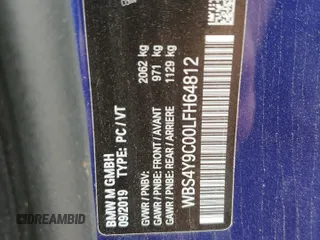 BMW M GMBH
09/2019 TYPE: PC / VT
GVWR / PNBV: 2062 kg
GAWR / PNBE: FRONT / AVANT 971 kg
GAWR / PNBE: REAR / ARRIERE 1129 kg
WBS4Y9C00LFH64812
DREAMBID